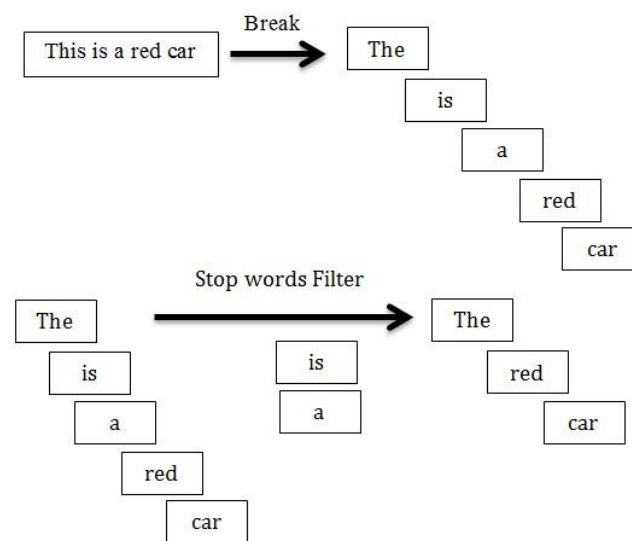 Break
This is a red car
The
is
a
red
car
Stop words Filter
The
is
a
red
car
is
a
The
red
car